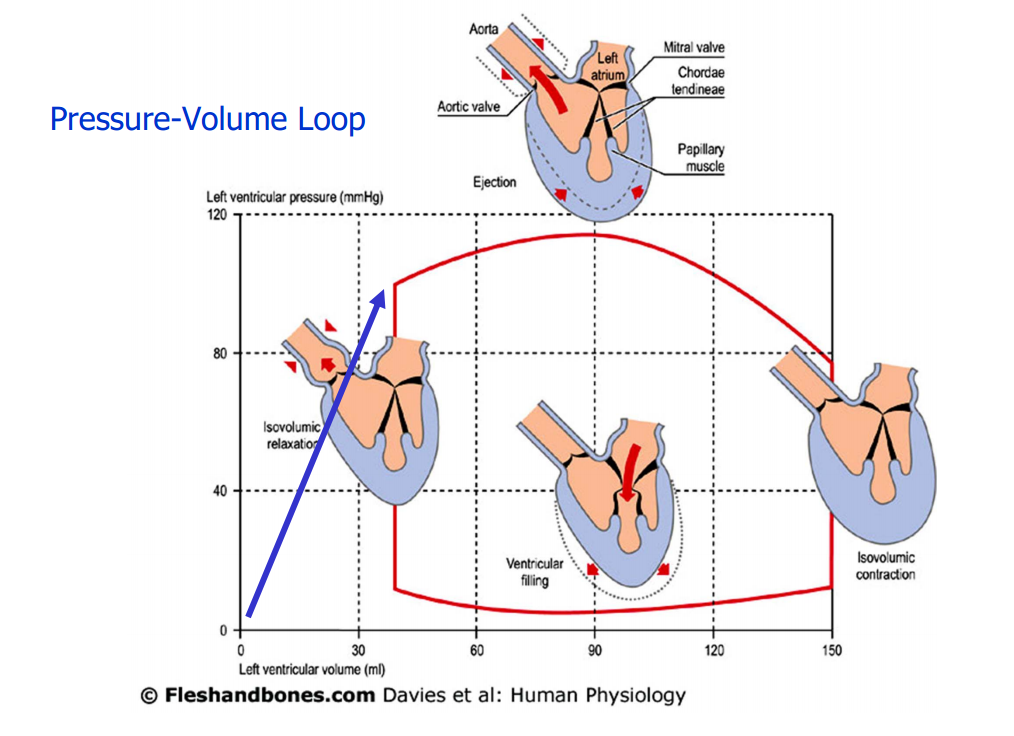 Aorta
Left
atrium
Mitral valve
Chordae
tendineae
Aortic valve
Pressure-Volume Loop
Papillary
muscle
Ejection
Left ventricular pressure (mmHg)
120
80
Isovolumic
relaxation
40
Ventricular
filling
Isovolumic
contraction
0
0
30
60
90
120
150
Left ventricular volume (ml)
© Fleshandbones.com Davies et al: Human Physiology